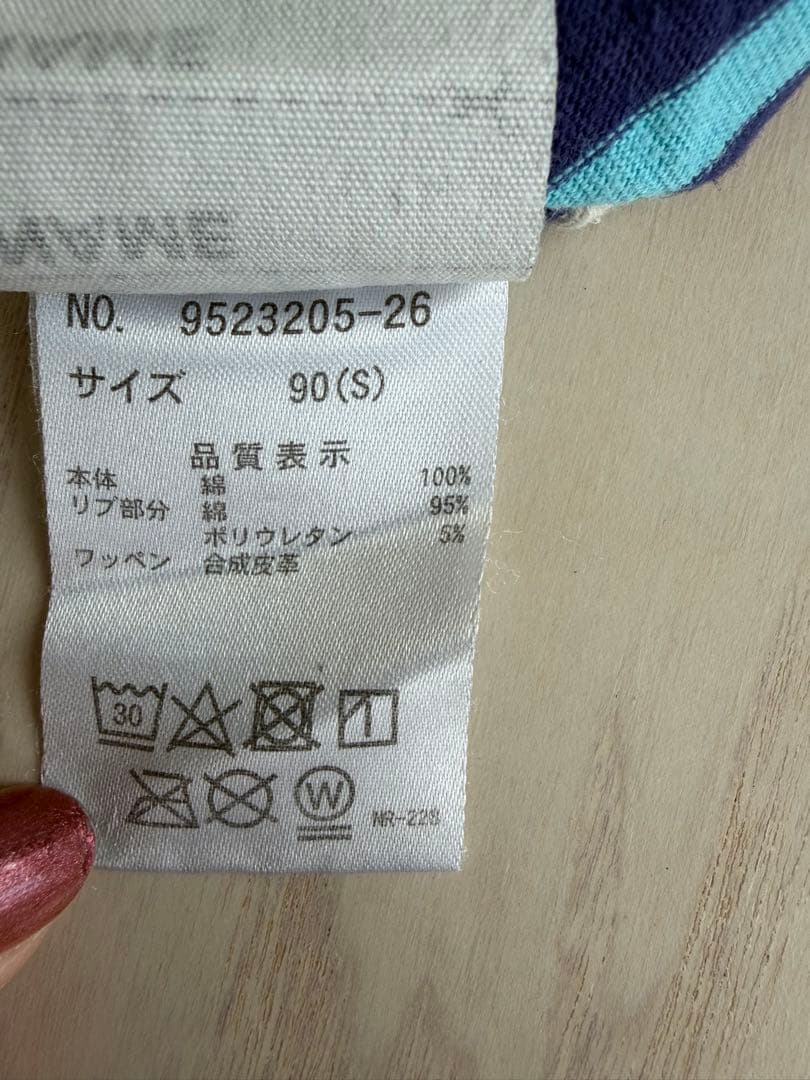 NO. 9523205-26
サイズ 90(S)
品質表示
本体 綿 100%
リブ部分 綿 95%
ポリウレタン 5%
ワッペン 合成皮革
30
W
NR-228